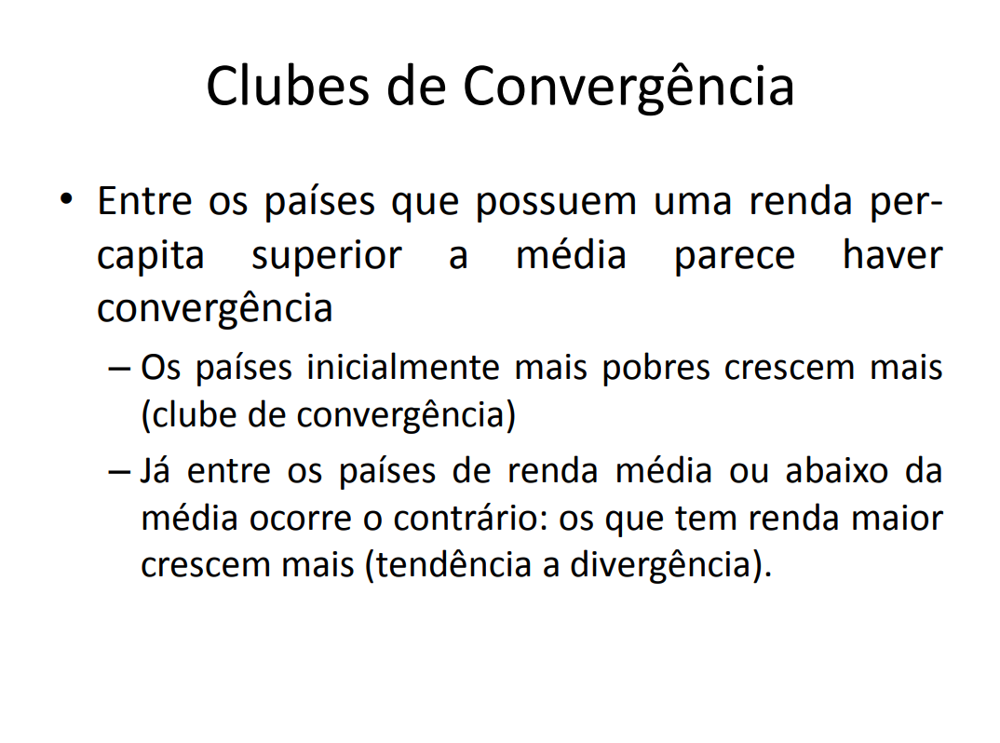 Clubes de Convergência
• Entre os países que possuem uma renda per-
capita superior a média parece haver
convergência
– Os países inicialmente mais pobres crescem mais
(clube de convergência)
– Já entre os países de renda média ou abaixo da
média ocorre o contrário: os que tem renda maior
crescem mais (tendência a divergência).